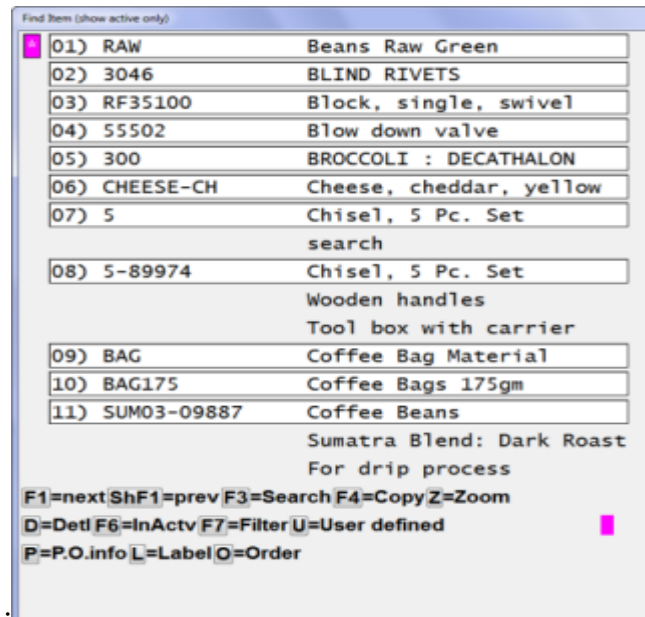 Find Item (show active only)
* 01) RAW Beans Raw Green
02) 3046 BLIND RIVETS
03) RF35100 Block, single, swivel
04) 55502 Blow down valve
05) 300 BROCCOLI : DECATHALON
06) CHEESE-CH Cheese, cheddar, yellow
07) 5 Chisel, 5 Pc. Set
search
08) 5-89974 Chisel, 5 Pc. Set
Wooden handles
Tool box with carrier
09) BAG Coffee Bag Material
10) BAG175 Coffee Bags 175gm
11) SUM03-09887 Coffee Beans
Sumatra Blend: Dark Roast
For drip process
F1=next ShF1=prev F3=Search F4=Copy Z=Zoom
D=Detl F6=InActv F7=Filter U=User defined
P=P.O.info L=Label O=Order
.